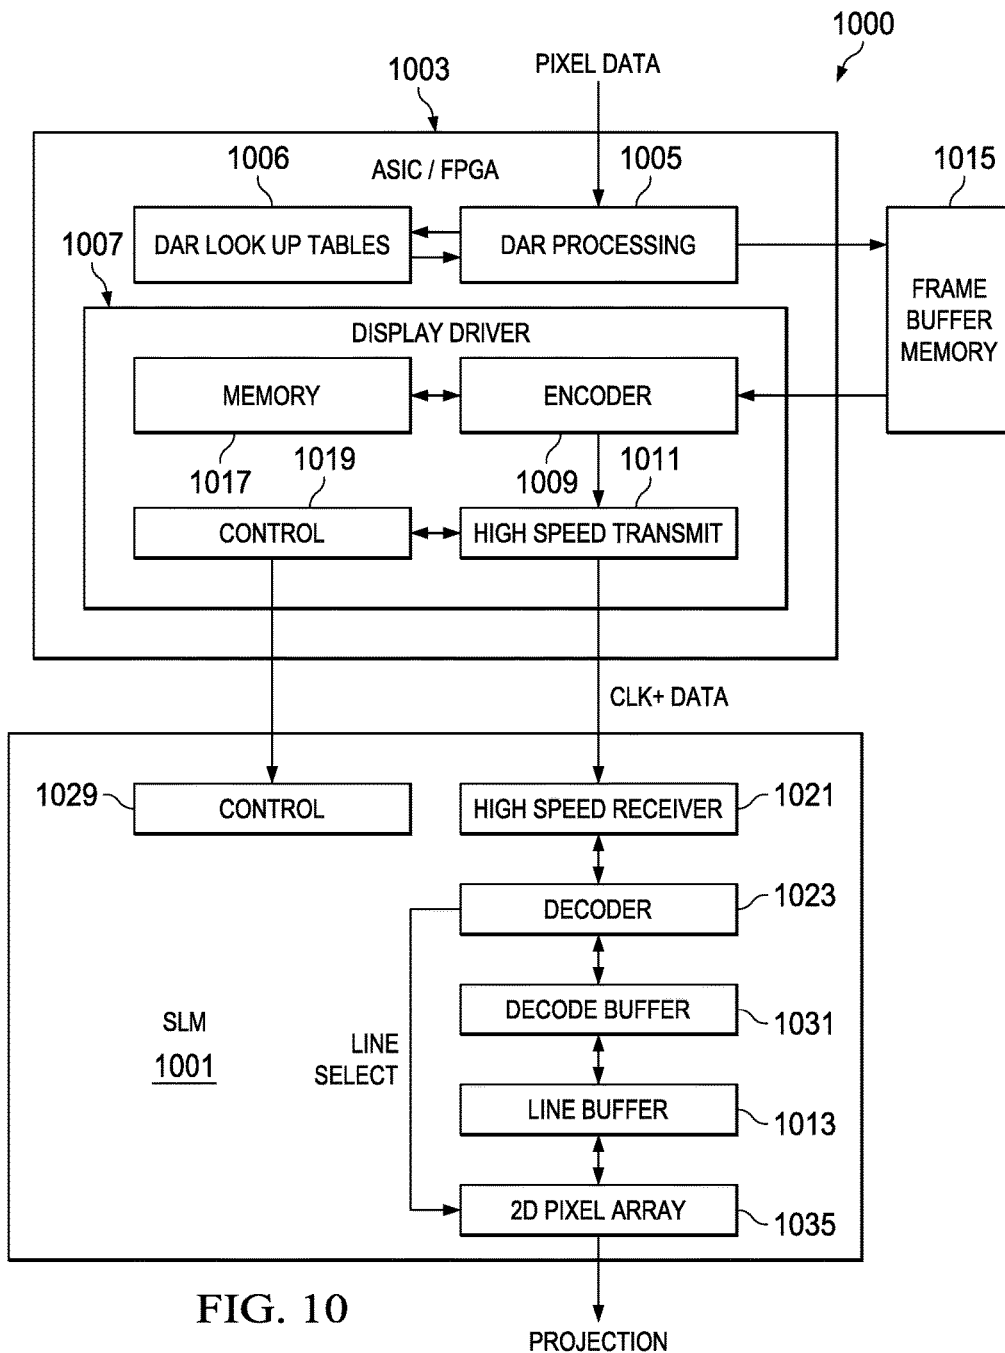 1000
PIXEL DATA
1003
ASIC / FPGA
1006
1005
1015
DAR LOOK UP TABLES
DAR PROCESSING
1007
FRAME
BUFFER
MEMORY
DISPLAY DRIVER
MEMORY
ENCODER
1017
1019
1009
1011
CONTROL
HIGH SPEED TRANSMIT
CLK+ DATA
1029
CONTROL
HIGH SPEED RECEIVER
1021
DECODER
1023
DECODE BUFFER
1031
SLM
1001
LINE
SELECT
LINE BUFFER
1013
2D PIXEL ARRAY
1035
FIG. 10
PROJECTION